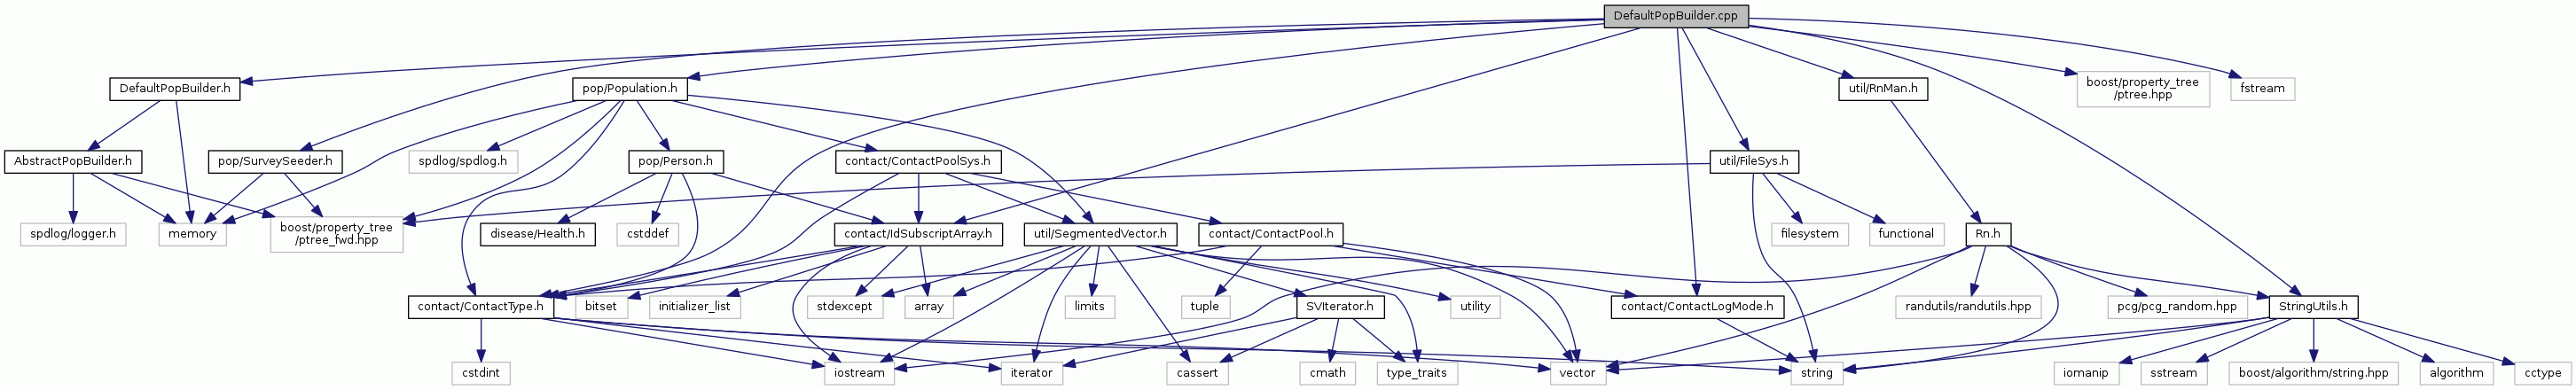 DefaultPopBuilder.cpp
DefaultPopBuilder.h
pop/Population.h
util/RnMan.h
boost/property_tree
/ptree.hpp
fstream
AbstractPopBuilder.h
pop/SurveySeeder.h
spdlog/spdlog.h
pop/Person.h
contact/ContactPoolSys.h
util/FileSys.h
spdlog/logger.h
memory
boost/property_tree
/ptree_fwd.hpp
disease/Health.h
cstddef
contact/IdSubscriptArray.h
util/SegmentedVector.h
contact/ContactPool.h
filesystem
functional
Rn.h
contact/ContactType.h
bitset
initializer_list
stdexcept
array
limits
tuple
SVIterator.h
utility
contact/ContactLogMode.h
randutils/randutils.hpp
pcg/pcg_random.hpp
StringUtils.h
cstdint
iostream
iterator
cassert
cmath
type_traits
vector
string
iomanip
sstream
boost/algorithm/string.hpp
algorithm
cctype